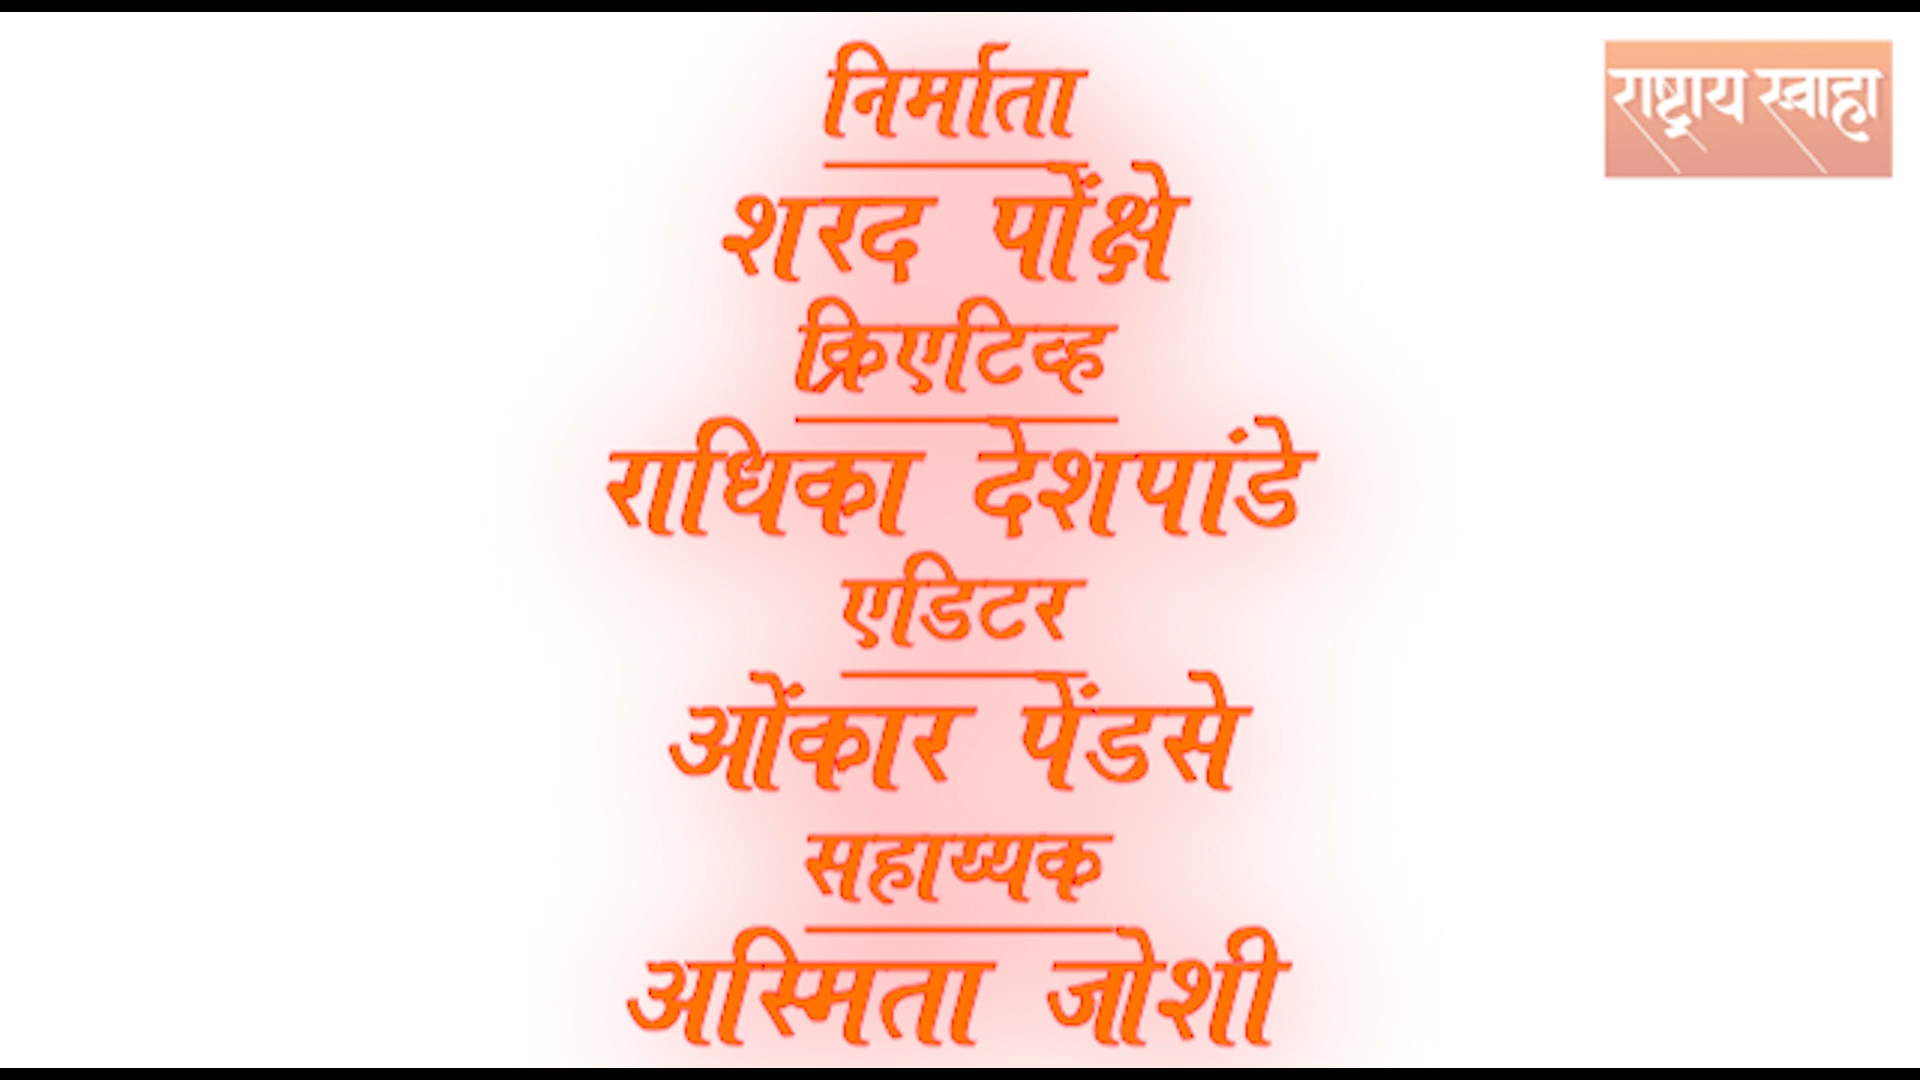 निर्माता
राष्ट्राय स्वाहा
शरद पोंक्षे
क्रिएटिव्ह
राधिका देशपांडे
एडिटर
ओंकार पेंडसे
सहाय्यक
अस्मिता जोशी